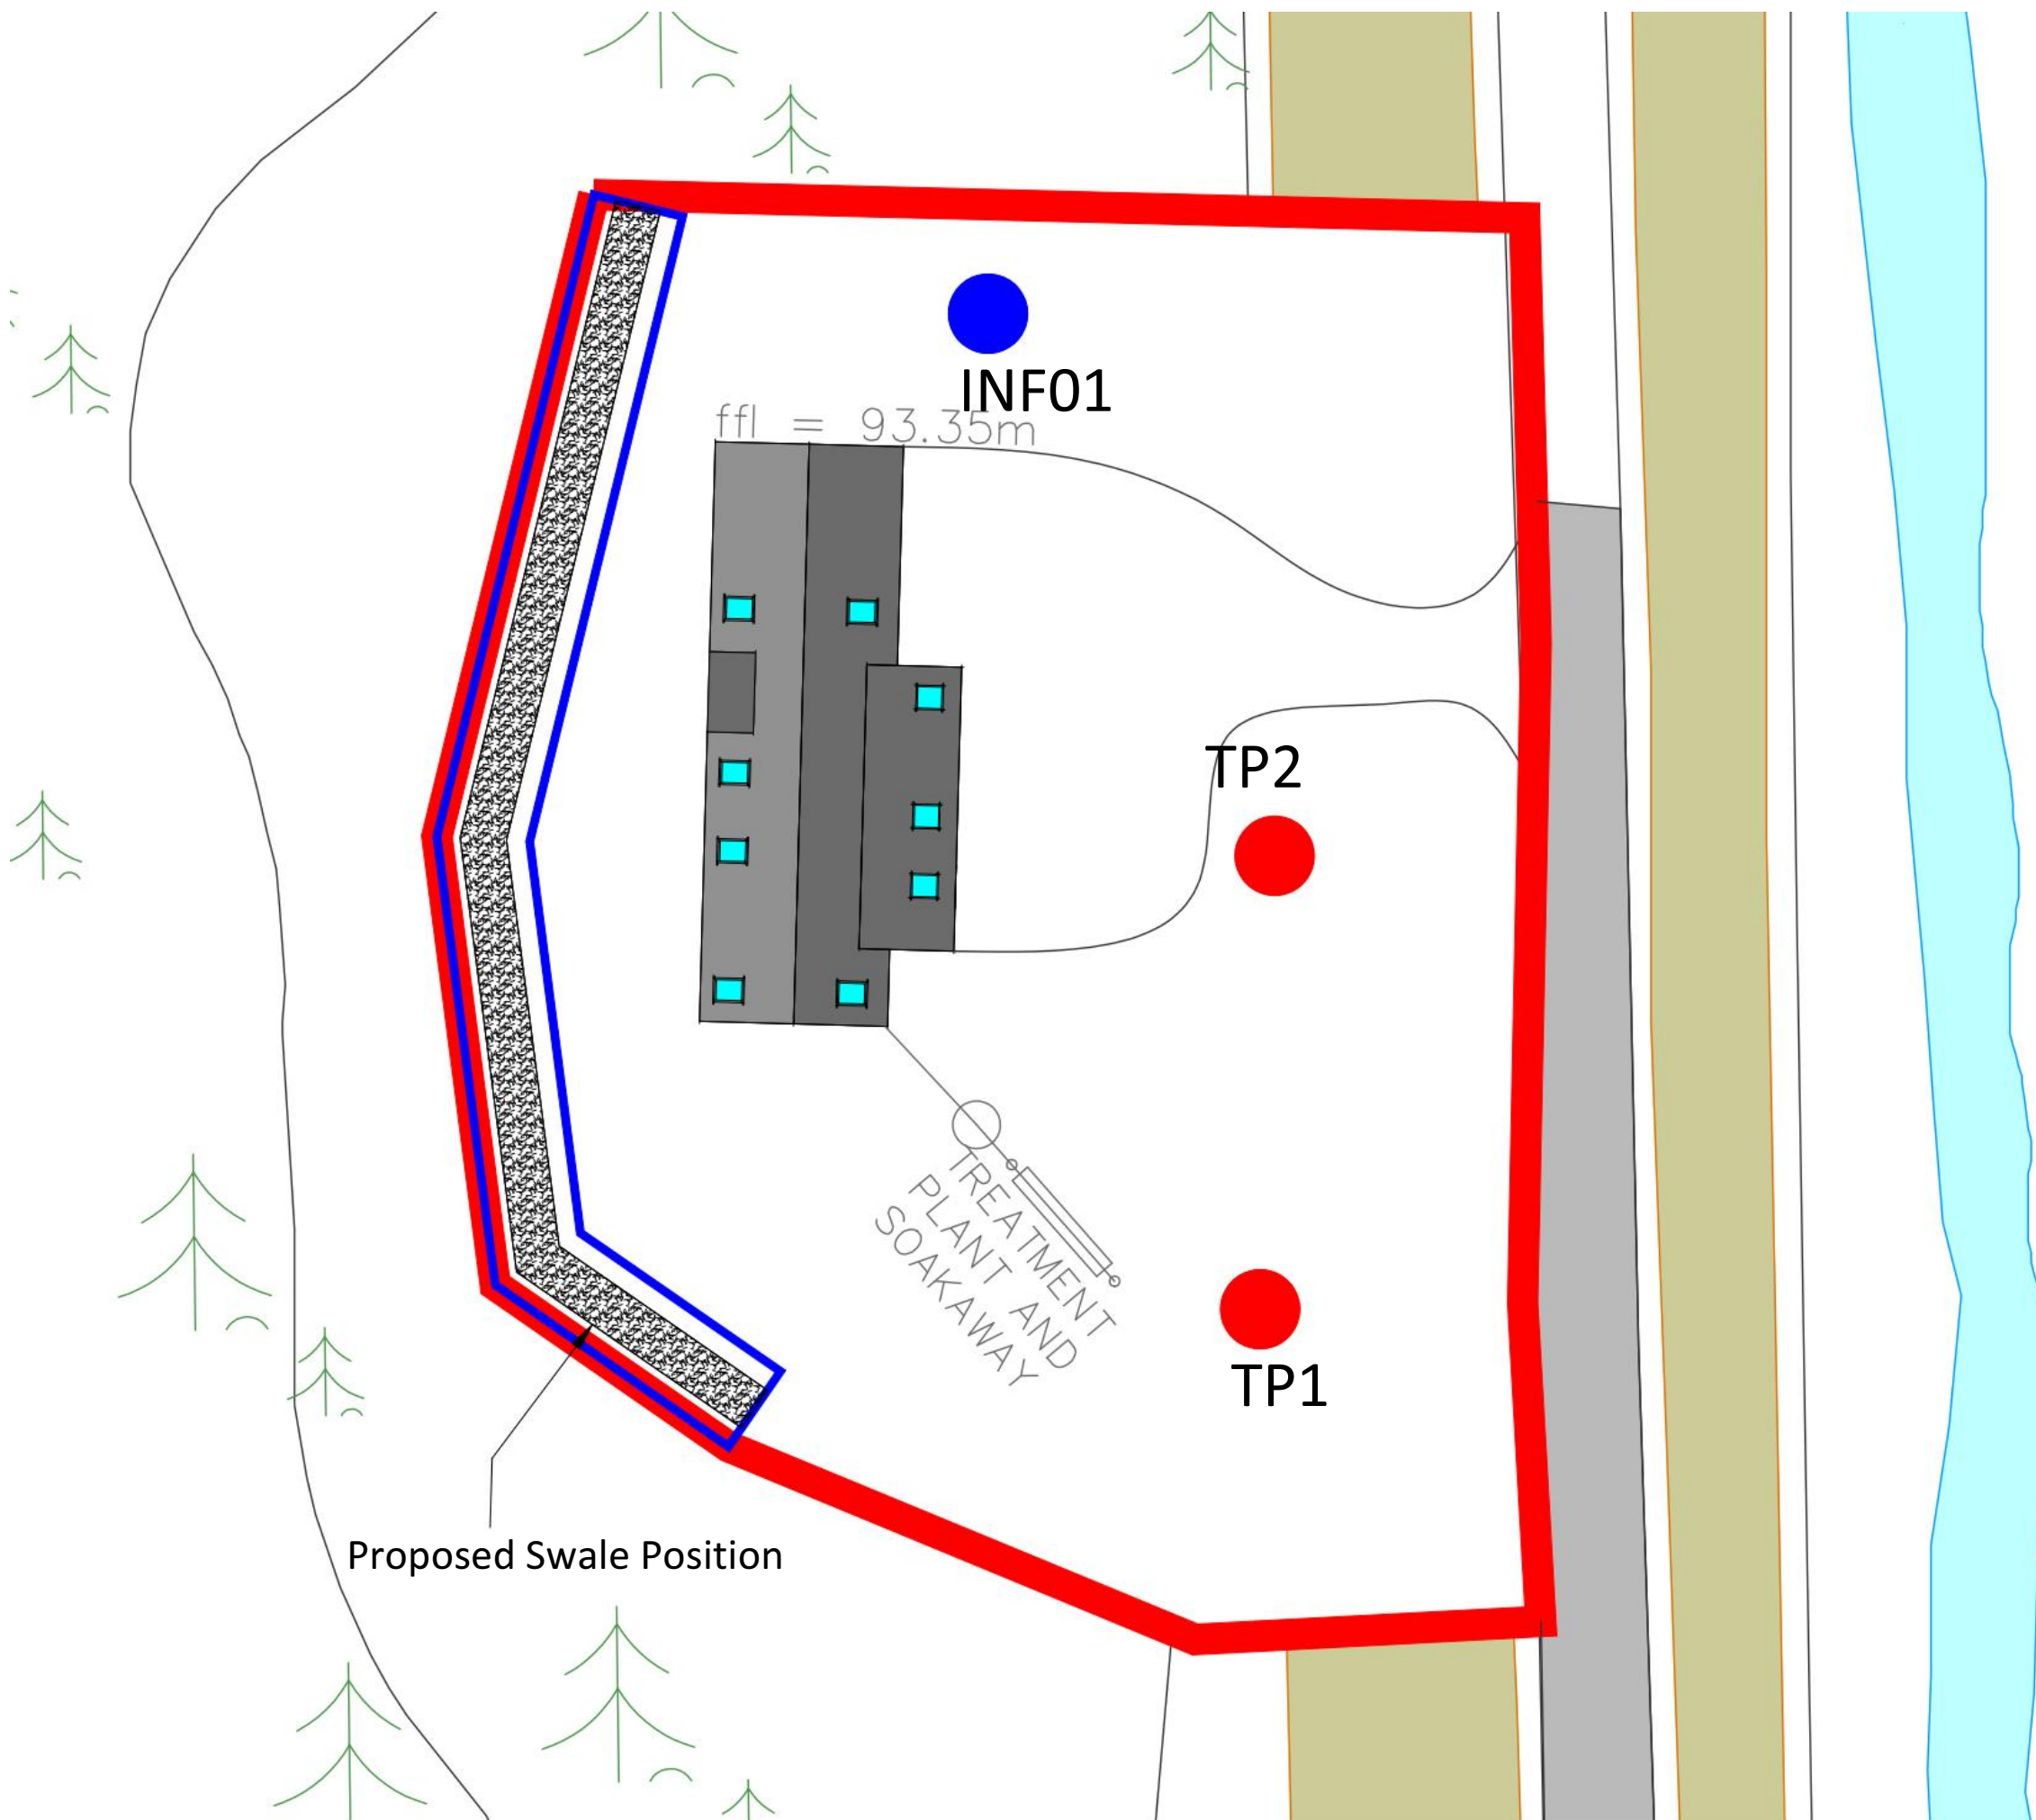 INF01
ffl = 93.35m
TP2
TREATMENT
PLANT AND
SOAKAWAY
TP1
Proposed Swale Position